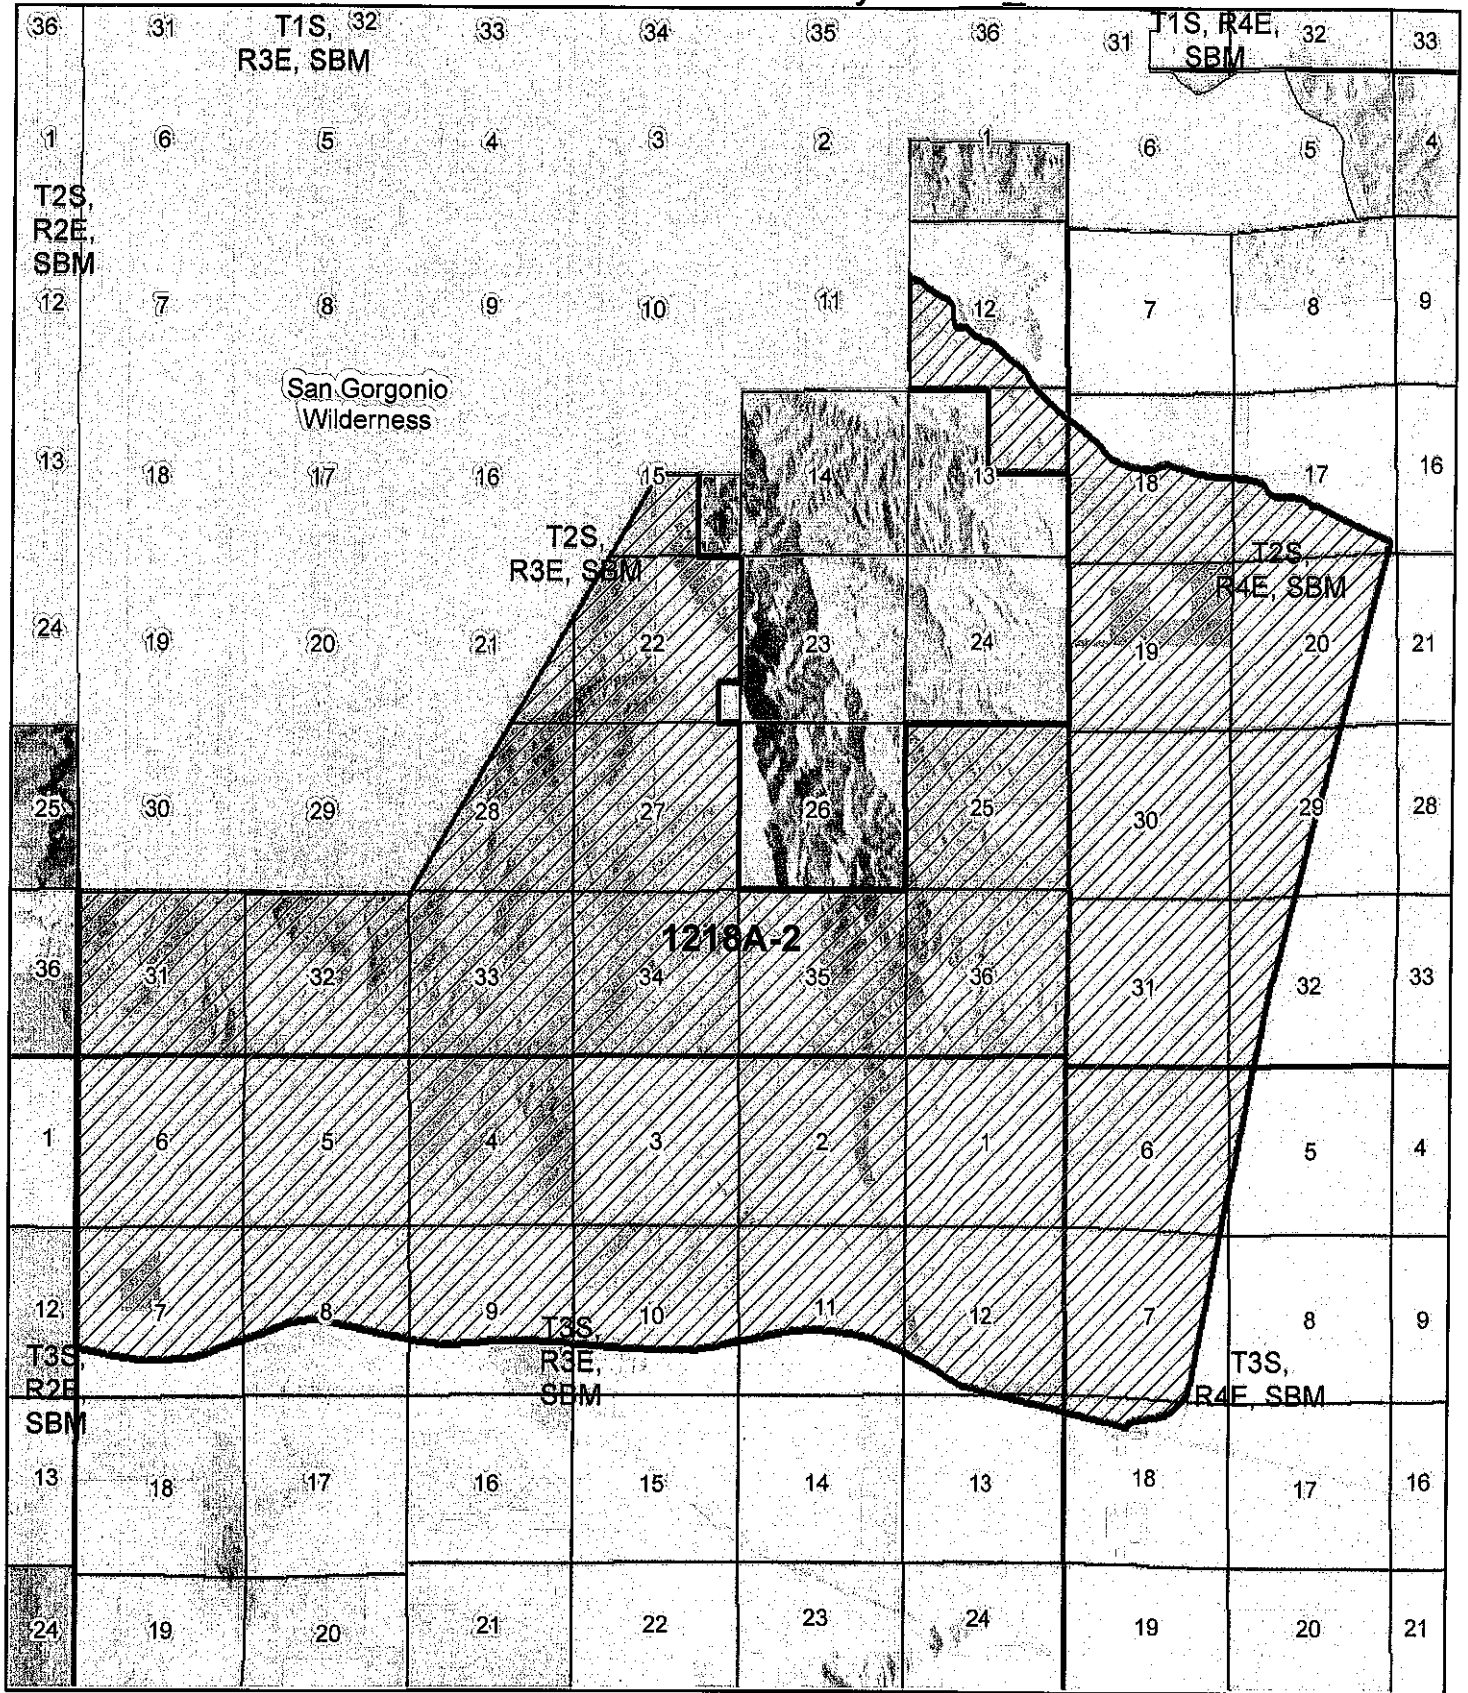 36 31 T1S, 32 33 34 35 36 31 T1S, R4E, 32 33
R3E, SBM SBM
1 6 5 4 3 2 1 6 5 4
T2S,
R2E,
SBM
12 7 8 9 10 11 12 7 8 9
San Gorgonio
Wilderness
13 18 17 16 15 14 13 18 17 16
T2S,
R3E, SBM
T2S,
R4E, SBM
24 19 20 21 22 23 24 19 20 21
25 30 29 28 27 26 25 30 29 28
1218A-2
36 31 32 33 34 35 36 31 32 33
1 6 5 4 3 2 1 6 5 4
12 7 8 9 10 11 12 7 8 9
T3S,
R2E,
SBM
T3S,
R3E,
SBM
T3S,
R4E, SBM
13 18 17 16 15 14 13 18 17 16
24 19 20 21 22 23 24 19 20 21